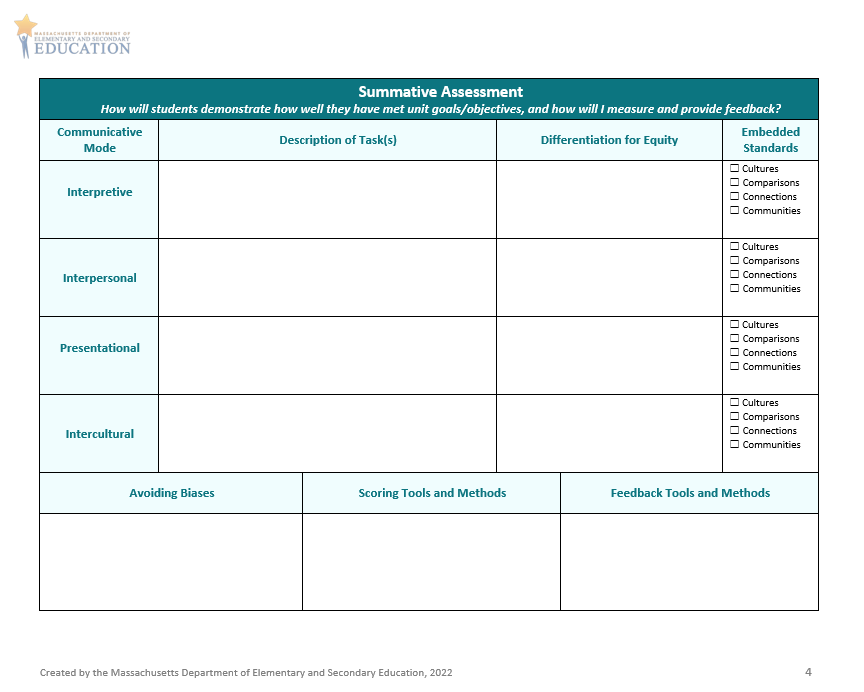 MASSACHUSETTS DEPARTMENT OF
ELEMENTARY AND SECONDARY
EDUCATION
Summative Assessment
How will students demonstrate how well they have met unit goals/objectives, and how will I measure and provide feedback?
Communicative
Mode
Description of Task(s)
Differentiation for Equity
Embedded
Standards
Interpretive
☐ Cultures
☐ Comparisons
☐ Connections
☐ Communities
Interpersonal
☐ Cultures
☐ Comparisons
☐ Connections
☐ Communities
Presentational
☐ Cultures
☐ Comparisons
☐ Connections
☐ Communities
Intercultural
☐ Cultures
☐ Comparisons
☐ Connections
☐ Communities
Avoiding Biases
Scoring Tools and Methods
Feedback Tools and Methods
Created by the Massachusetts Department of Elementary and Secondary Education, 2022
4